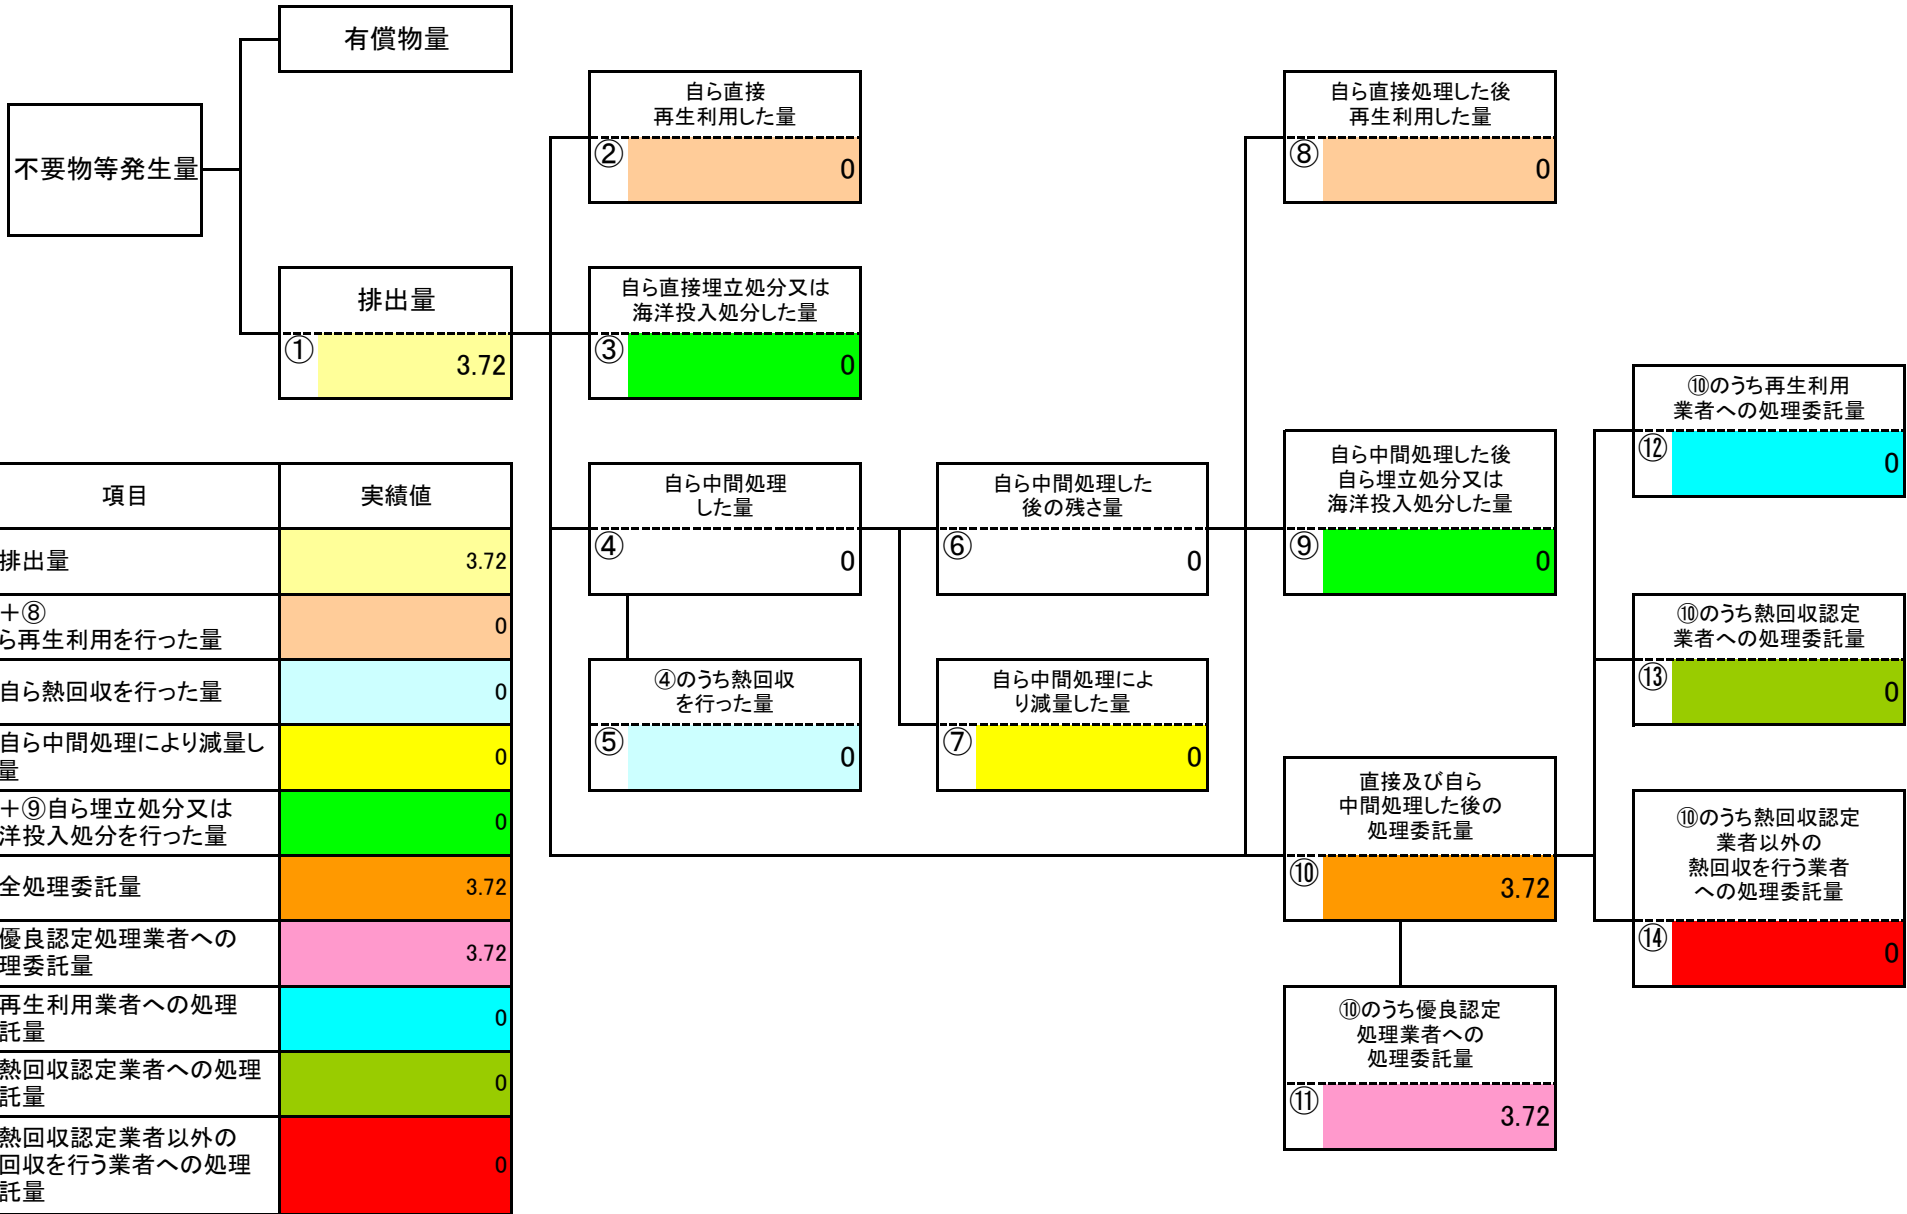 有償物量
不要物等発生量
排出量
①
3.72
自ら直接
再生利用した量
②
0
自ら直接埋立処分又は
海洋投入処分した量
③
0
自ら中間処理
した量
④
0
④のうち熱回収
を行った量
⑤
0
自ら中間処理した
後の残さ量
⑥
0
自ら中間処理によ
り減量した量
⑦
0
自ら直接処理した後
再生利用した量
⑧
0
自ら中間処理した後
自ら埋立処分又は
海洋投入処分した量
⑨
0
直接及び自ら
中間処理した後の
処理委託量
⑩
3.72
⑩のうち優良認定
処理業者への
処理委託量
⑪
3.72
⑩のうち再生利用
業者への処理委託量
⑫
0
⑩のうち熱回収認定
業者への処理委託量
⑬
0
⑩のうち熱回収認定
業者以外の
熱回収を行う業者
への処理委託量
⑭
0
項目
実績値
排出量
3.72
+⑧
ら再生利用を行った量
0
自ら熱回収を行った量
0
自ら中間処理により減量し
量
0
+⑨自ら埋立処分又は
洋投入処分を行った量
0
全処理委託量
3.72
優良認定処理業者への
理委託量
3.72
再生利用業者への処理
託量
0
熱回収認定業者への処理
託量
0
熱回収認定業者以外の
回収を行う業者への処理
託量
0